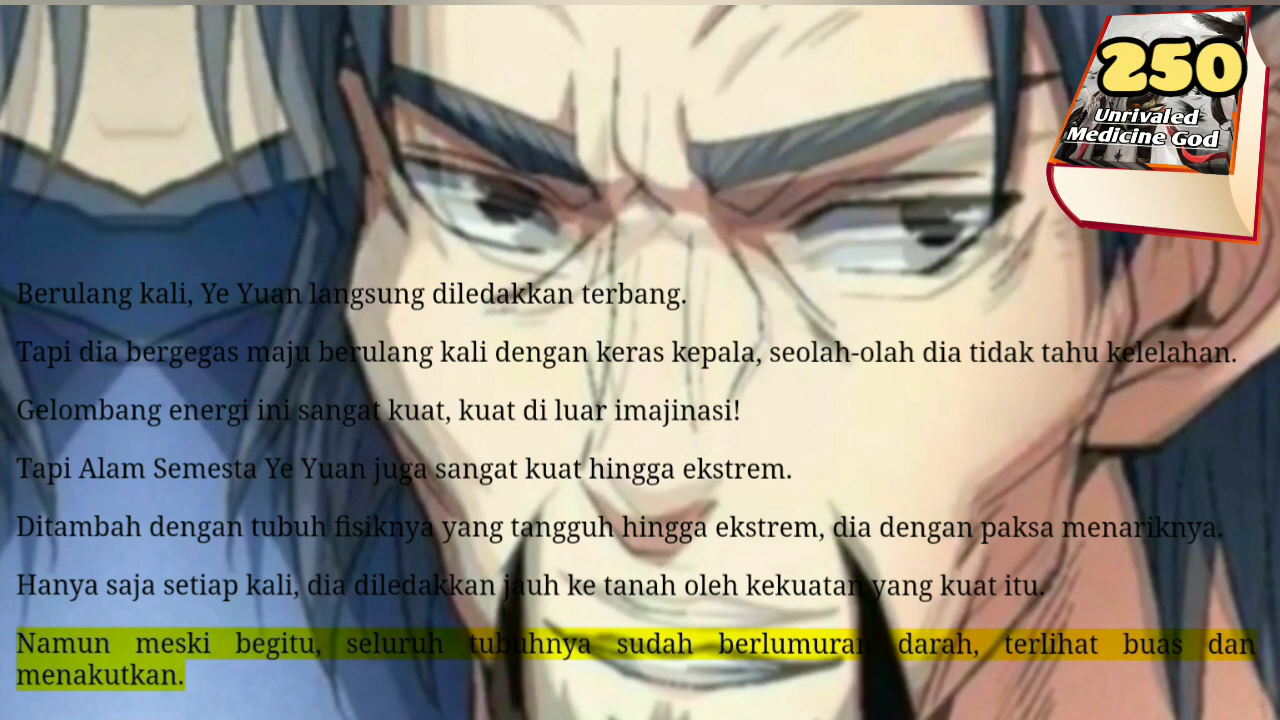 250
Unrivaled
Medicine God
Berulang kali, Ye Yuan langsung diledakkan terbang.
Tapi dia bergegas maju berulang kali dengan keras kepala, seolah-olah dia tidak tahu kelelahan.
Gelombang energi ini sangat kuat, kuat di luar imajinasi!
Tapi Alam Semesta Ye Yuan juga sangat kuat hingga ekstrem.
Ditambah dengan tubuh fisiknya yang tangguh hingga ekstrem, dia dengan paksa menariknya.
Hanya saja setiap kali, dia diledakkan jauh ke tanah oleh kekuatan yang kuat itu.
Namun meski begitu, seluruh tubuhnya sudah berlumuran darah, terlihat buas dan
menakutkan.